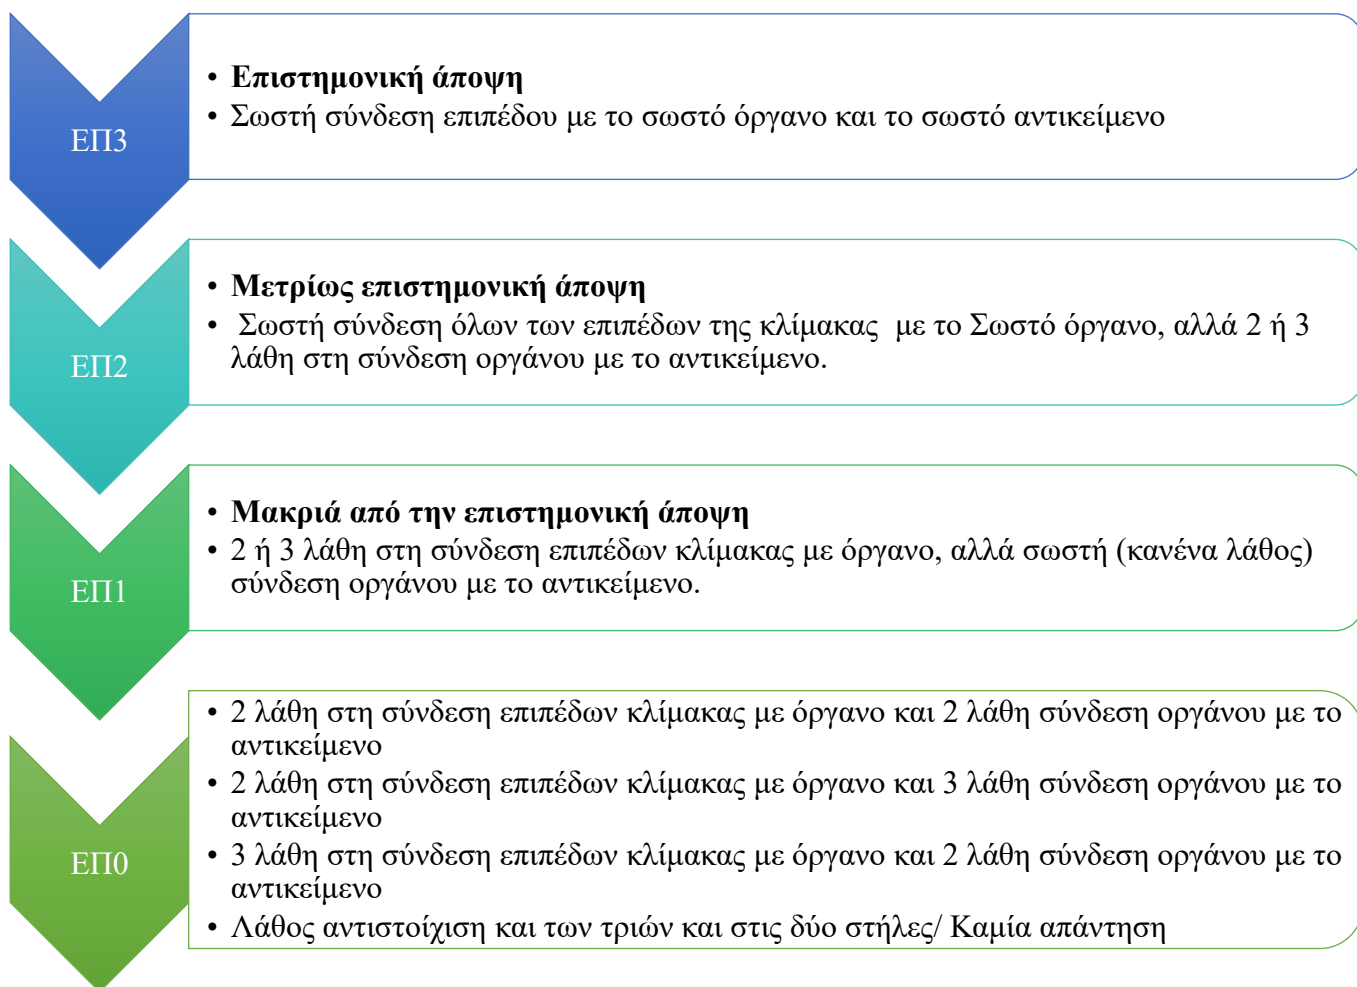 ΕΠ3
• Επιστημονική άποψη
• Σωστή σύνδεση επιπέδου με το σωστό όργανο και το σωστό αντικείμενο
ΕΠ2
• Μετρίως επιστημονική άποψη
• Σωστή σύνδεση όλων των επιπέδων της κλίμακας με το Σωστό όργανο, αλλά 2 ή 3
λάθη στη σύνδεση οργάνου με το αντικείμενο.
ΕΠ1
• Μακριά από την επιστημονική άποψη
• 2 ή 3 λάθη στη σύνδεση επιπέδων κλίμακας με όργανο, αλλά σωστή (κανένα λάθος)
σύνδεση οργάνου με το αντικείμενο.
ΕΠ0
• 2 λάθη στη σύνδεση επιπέδων κλίμακας με όργανο και 2 λάθη σύνδεση οργάνου με το
αντικείμενο
• 2 λάθη στη σύνδεση επιπέδων κλίμακας με όργανο και 3 λάθη σύνδεση οργάνου με το
αντικείμενο
• 3 λάθη στη σύνδεση επιπέδων κλίμακας με όργανο και 2 λάθη σύνδεση οργάνου με το
αντικείμενο
• Λάθος αντιστοίχιση και των τριών και στις δύο στήλες/ Καμία απάντηση